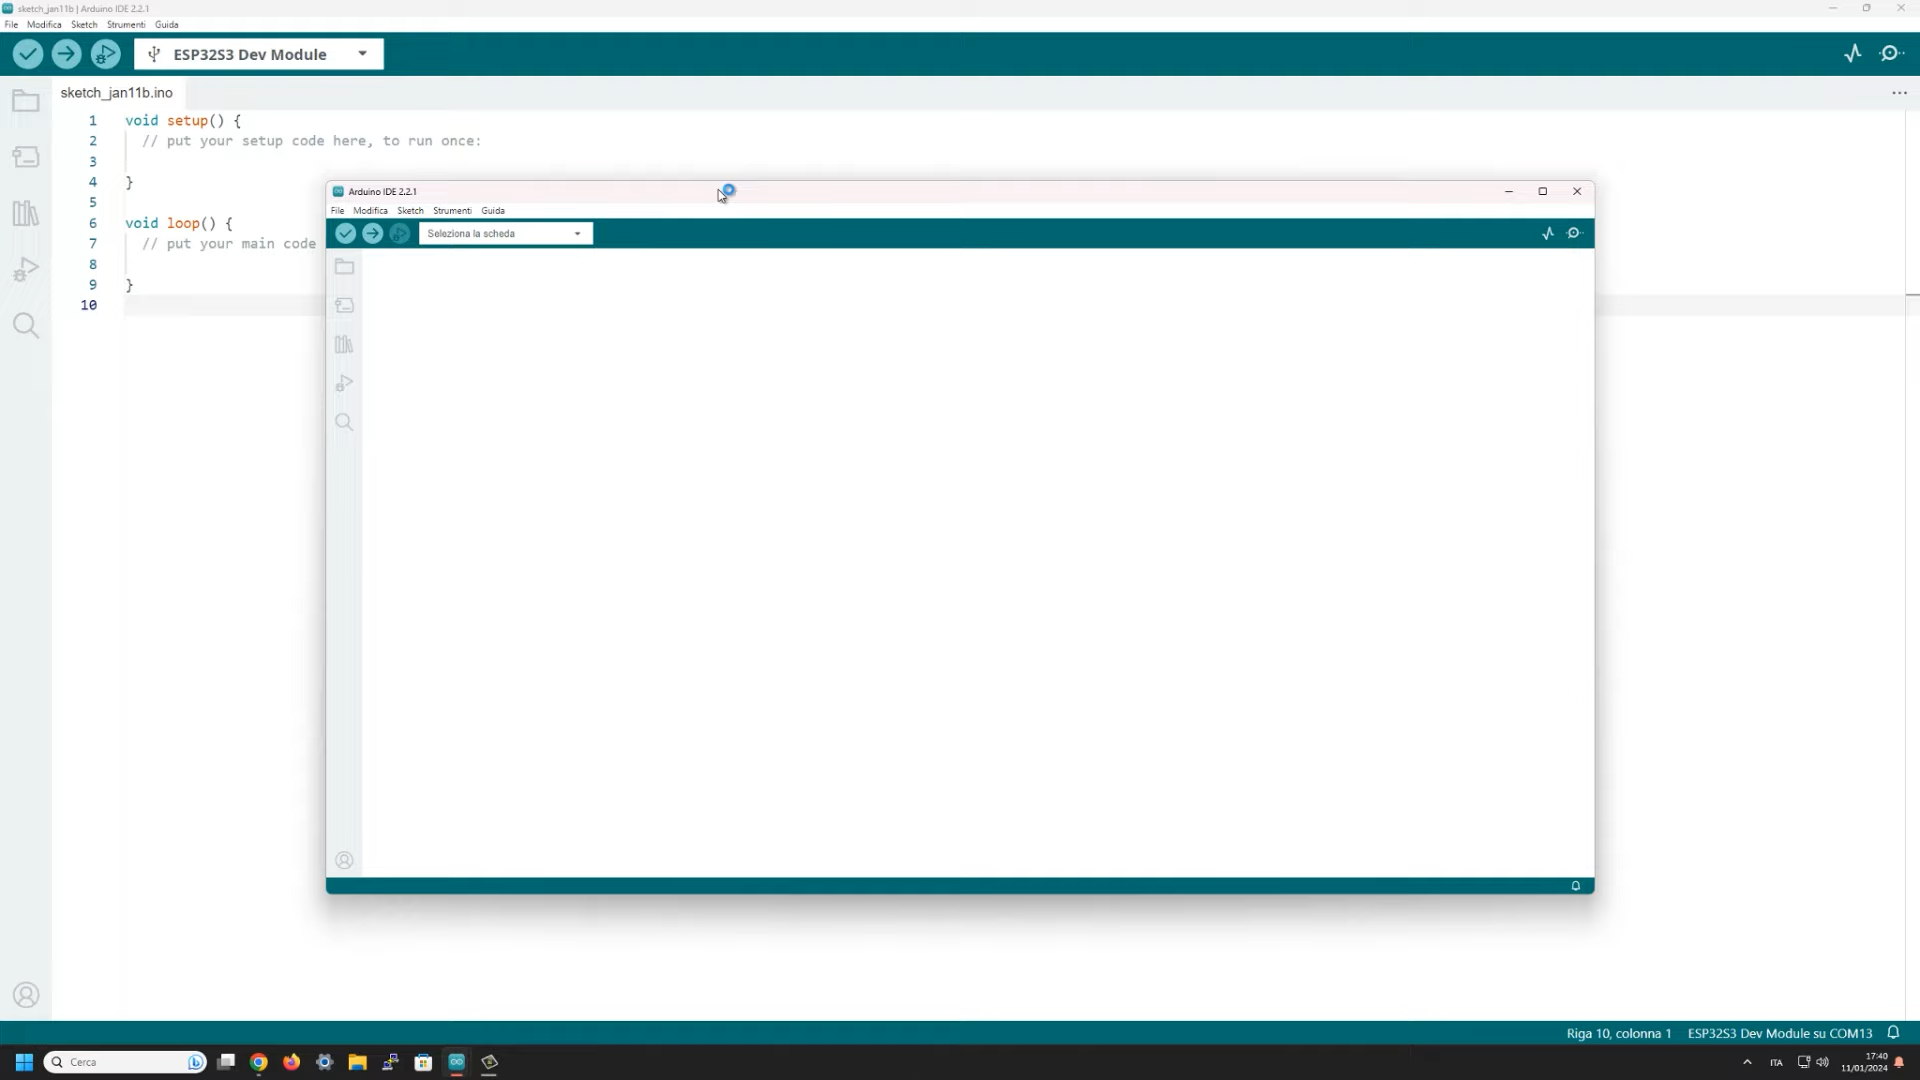 sketch_jan11b | Arduino IDE 2.2.1
File Modifica Sketch Strumenti Guida
ESP32S3 Dev Module
sketch_jan11b.ino
1 void setup() {
2 // put your setup code here, to run once:
3
4 }
5
6 void loop() {
7 // put your main code
8
9 }
10
Arduino IDE 2.2.1
File Modifica Sketch Strumenti Guida
Seleziona la scheda
Riga 10, colonna 1 ESP32S3 Dev Module su COM13
Cerca
ITA
17:40
11/01/2024